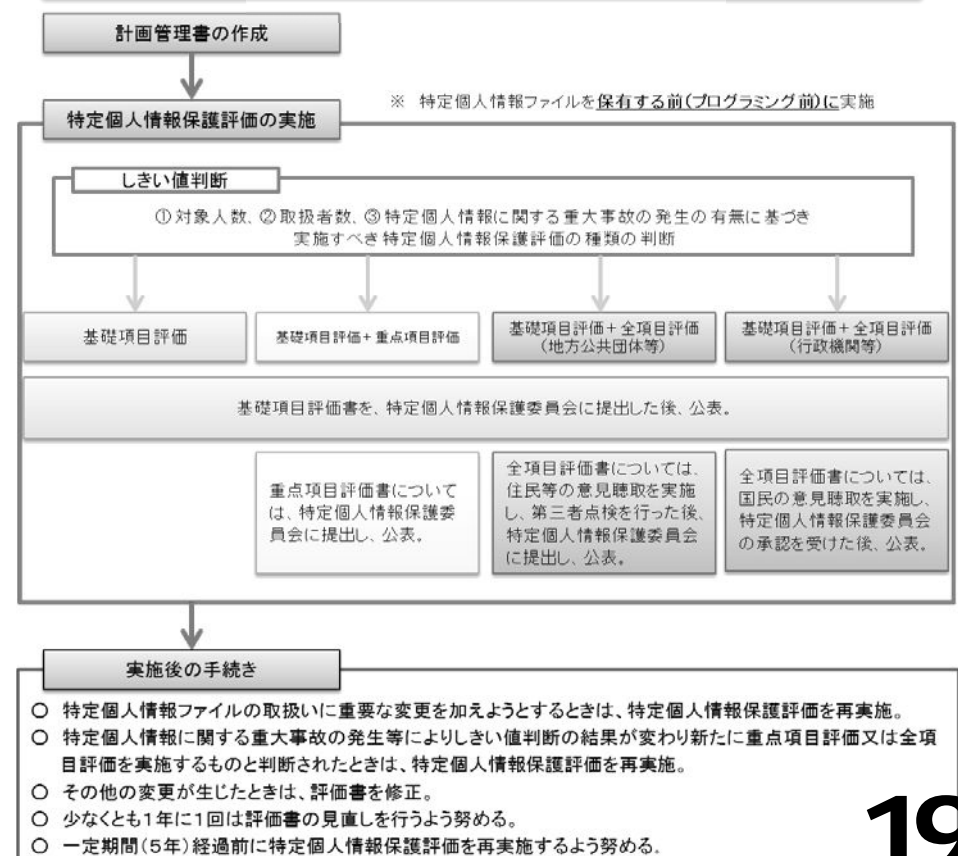 計画管理書の作成
※ 特定個人情報ファイルを保有する前(プログラミング前)に実施
特定個人情報保護評価の実施
しきい値判断
①対象人数、②取扱者数、③特定個人情報に関する重大事故の発生の有無に基づき
実施すべき特定個人情報保護評価の種類の判断
基礎項目評価
基礎項目評価+重点項目評価
基礎項目評価+全項目評価
(地方公共団体等)
基礎項目評価+全項目評価
(行政機関等)
基礎項目評価書を、特定個人情報保護委員会に提出した後、公表。
重点項目評価書について
は、特定個人情報保護委
員会に提出し、公表。
全項目評価書については、
住民等の意見聴取を実施
し、第三者点検を行った後、
特定個人情報保護委員会
に提出し、公表。
全項目評価書については、
国民の意見聴取を実施し、
特定個人情報保護委員会
の承認を受けた後、公表。
実施後の手続き
○ 特定個人情報ファイルの取扱いに重要な変更を加えようとするときは、特定個人情報保護評価を再実施。
○ 特定個人情報に関する重大事故の発生等によりしきい値判断の結果が変わり新たに重点項目評価又は全項
目評価を実施するものと判断されたときは、特定個人情報保護評価を再実施。
○ その他の変更が生じたときは、評価書を修正。
○ 少なくとも1年に1回は評価書の見直しを行うよう努める。
○ 一定期間(5年)経過前に特定個人情報保護評価を再実施するよう努める。
19